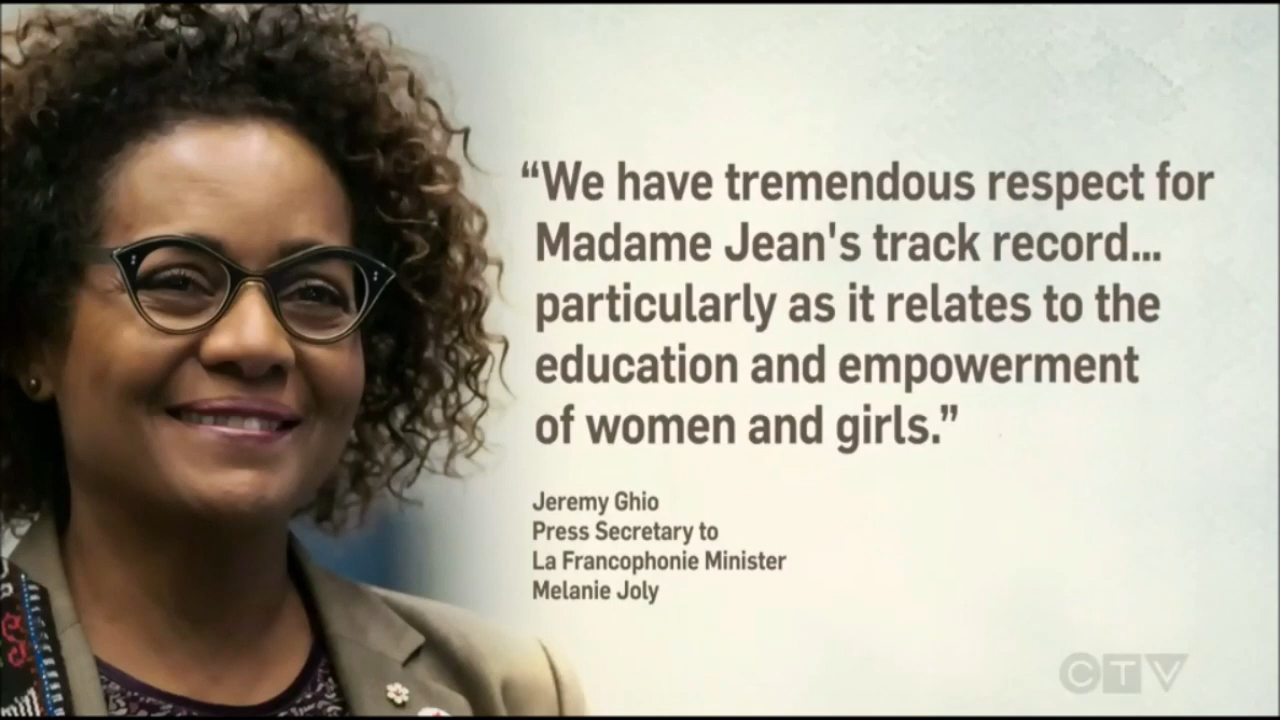 “We have tremendous respect for
Madame Jean's track record...
particularly as it relates to the
education and empowerment
of women and girls.”
Jeremy Ghio
Press Secretary to
La Francophonie Minister
Melanie Joly
CTV